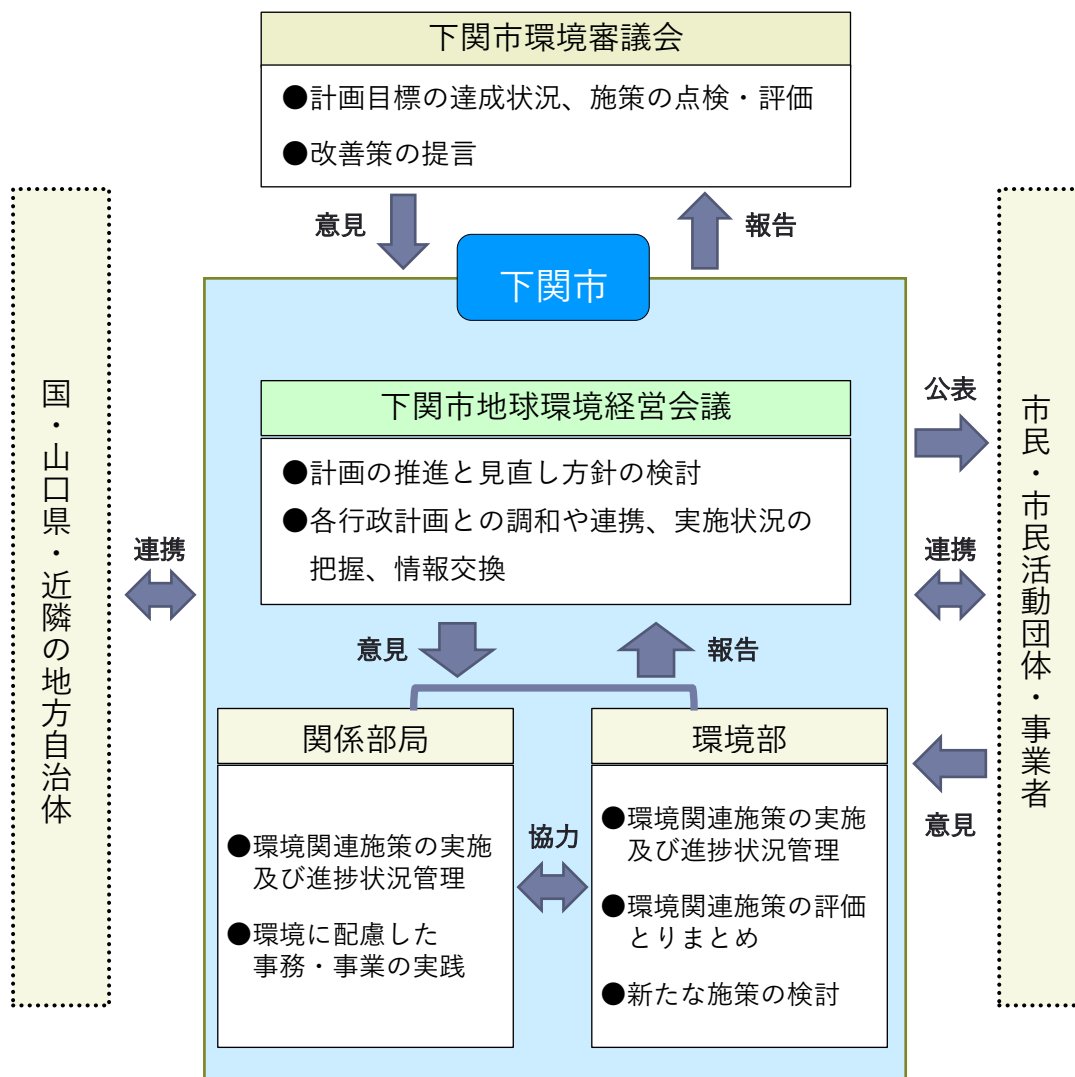 下関市環境審議会
●計画目標の達成状況、施策の点検・評価
●改善策の提言
意見
報告
下関市
国・山口県・近隣の地方自治体
連携
下関市地球環境経営会議
●計画の推進と見直し方針の検討
●各行政計画との調和や連携、実施状況の
把握、情報交換
意見
報告
関係部局
●環境関連施策の実施
及び進捗状況管理
●環境に配慮した
事務・事業の実践
協力
環境部
●環境関連施策の実施
及び進捗状況管理
●環境関連施策の評価
とりまとめ
●新たな施策の検討
公表
連携
意見
市民・市民活動団体・事業者